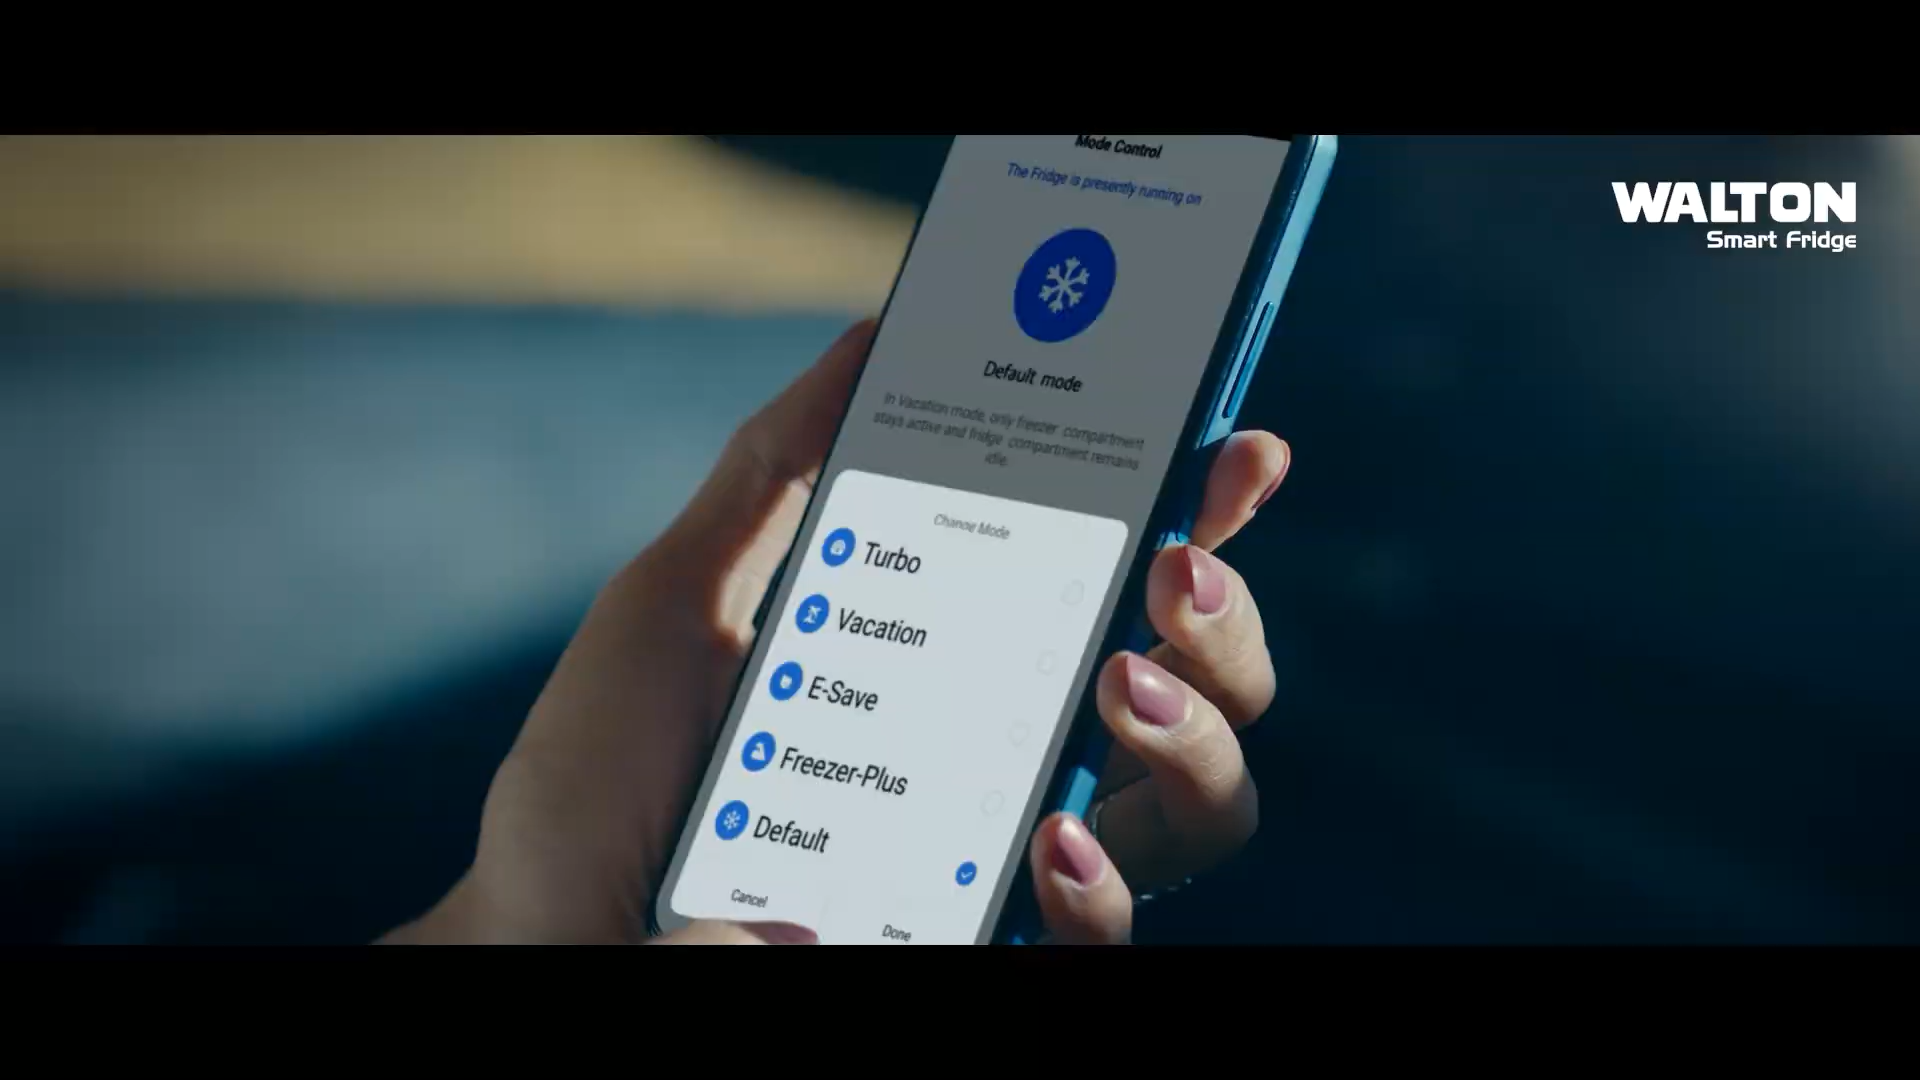 Mode Control
The Fridge is presently running on
WALTON
Smart Fridge
Default mode
In Vacation mode, only freezer compartment
stays active and fridge compartment remains
idle.
Change Mode
Turbo
Vacation
E-Save
Freezer-Plus
Default
Cancel
Done